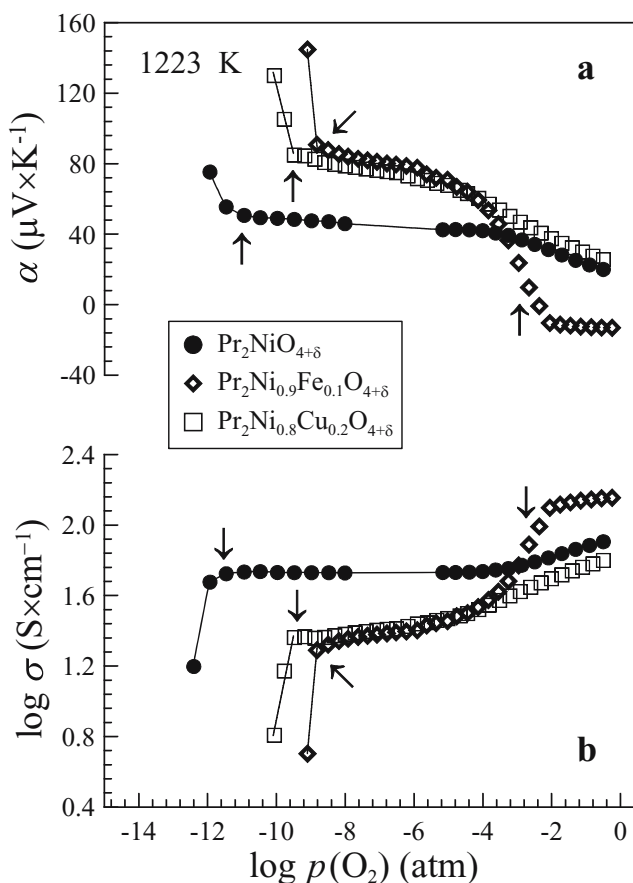 160
120
80
40
0
-40
α (μV×K⁻¹)
1223 K
a
Pr₂NiO₄₊δ
Pr₂Ni₀.₉Fe₀.₁O₄₊δ
Pr₂Ni₀.₈Cu₀.₂O₄₊δ
2.4
2.0
1.6
1.2
0.8
0.4
log σ (S×cm⁻¹)
b
-14 -12 -10 -8 -6 -4 -2 0
log p(O₂) (atm)